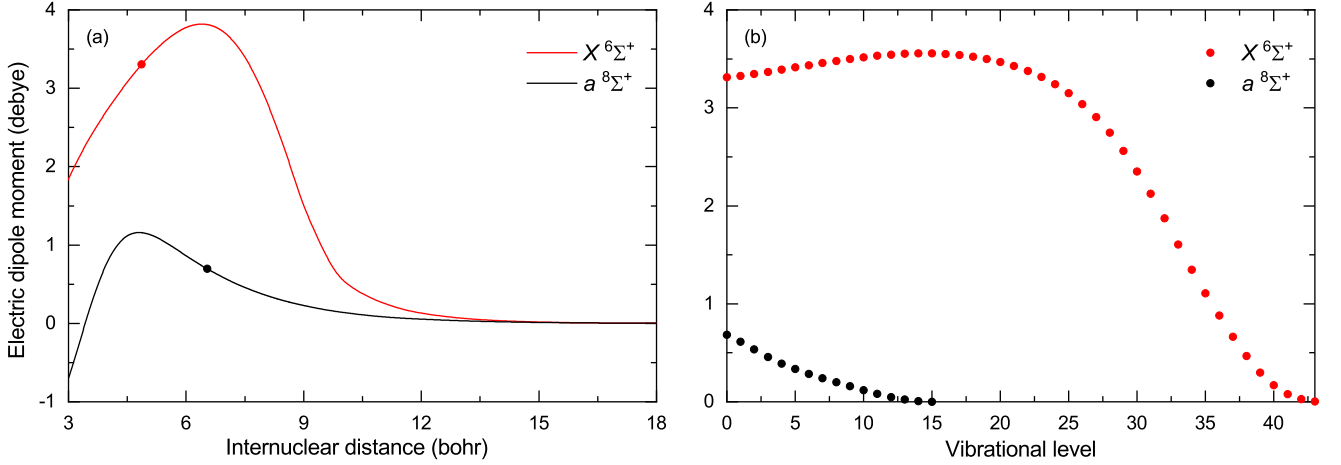 Electric dipole moment (debye)
4
3
2
1
0
-1
(a)
X ⁶Σ⁺
a ⁸Σ⁺
3 6 9 12 15 18
Internuclear distance (bohr)
4
3
2
1
0
(b)
X ⁶Σ⁺
a ⁸Σ⁺
0 5 10 15 20 25 30 35 40
Vibrational level